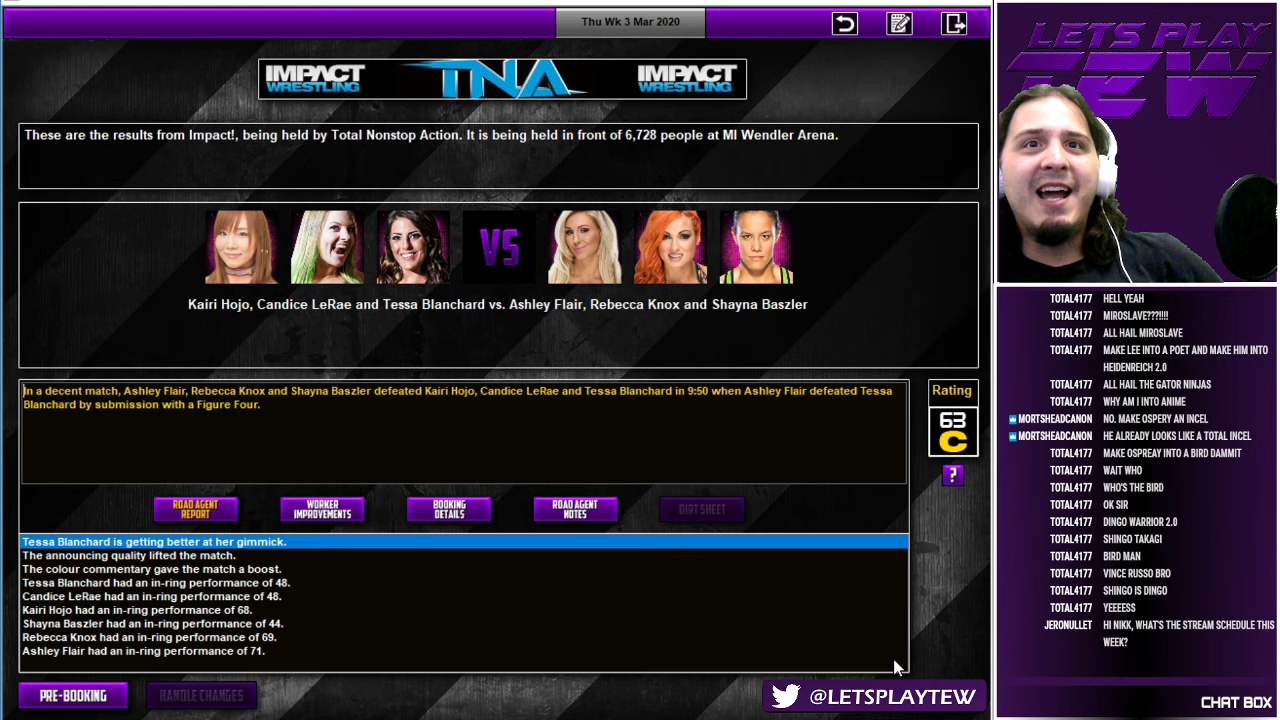 Thu Wk 3 Mar 2020
LETS PLAY
TEW
IMPACT
WRESTLING
TNA
IMPACT
WRESTLING
These are the results from Impact!, being held by Total Nonstop Action. It is being held in front of 6,728 people at MI Wendler Arena.
VS
Kairi Hojo, Candice LeRae and Tessa Blanchard vs. Ashley Flair, Rebecca Knox and Shayna Baszler
In a decent match, Ashley Flair, Rebecca Knox and Shayna Baszler defeated Kairi Hojo, Candice LeRae and Tessa Blanchard in 9:50 when Ashley Flair defeated Tessa
Blanchard by submission with a Figure Four.
Rating
63
C
?
ROAD AGENT
REPORT
WORKER
IMPROVEMENTS
BOOKING
DETAILS
ROAD AGENT
NOTES
DIRT SHEET
Tessa Blanchard is getting better at her gimmick.
The announcing quality lifted the match.
The colour commentary gave the match a boost.
Tessa Blanchard had an in-ring performance of 48.
Candice LeRae had an in-ring performance of 48.
Kairi Hojo had an in-ring performance of 68.
Shayna Baszler had an in-ring performance of 44.
Rebecca Knox had an in-ring performance of 69.
Ashley Flair had an in-ring performance of 71.
PRE-BOOKING
HANDLE CHANGES
@LETSPLAYTEW
TOTAL4177 HELL YEAH
TOTAL4177 MIROSLAVE???!!!!
TOTAL4177 ALL HAIL MIROSLAVE
TOTAL4177 MAKE LEE INTO A POET AND MAKE HIM INTO
HEIDENREICH 2.0
TOTAL4177 ALL HAIL THE GATOR NINJAS
TOTAL4177 WHY AM I INTO ANIME
MORTSHEADCANON NO. MAKE OSPERY AN INCEL
MORTSHEADCANON HE ALREADY LOOKS LIKE A TOTAL INCEL
TOTAL4177 MAKE OSPREAY INTO A BIRD DAMMIT
TOTAL4177 WAIT WHO
TOTAL4177 WHO'S THE BIRD
TOTAL4177 OK SIR
TOTAL4177 DINGO WARRIOR 2.0
TOTAL4177 SHINGO TAKAGI
TOTAL4177 BIRD MAN
TOTAL4177 VINCE RUSSO BRO
TOTAL4177 SHINGO IS DINGO
TOTAL4177 YEEEESS
JERONULLET HI NIKK, WHAT'S THE STREAM SCHEDULE THIS
WEEK?
CHAT BOX